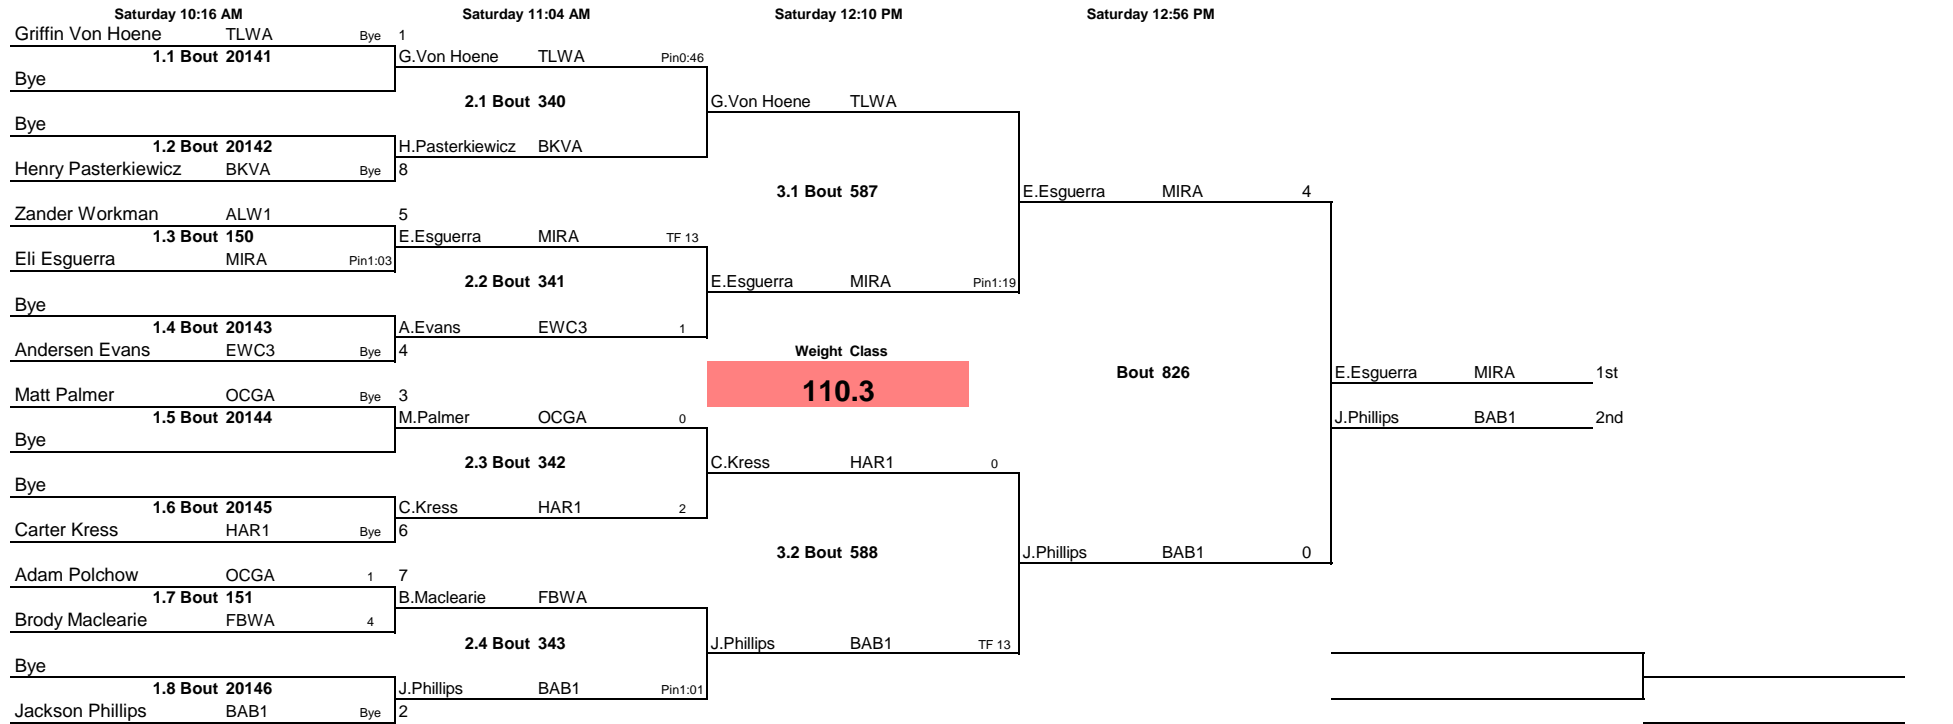 Saturday 10:16 AM Saturday 11:04 AM Saturday 12:10 PM Saturday 12:56 PM
Griffin Von Hoene TLWA Bye 1
1.1 Bout 20141 G.Von Hoene TLWA Pin0:46
Bye
2.1 Bout 340 G.Von Hoene TLWA
Bye
1.2 Bout 20142 H.Pasterkiewicz BKVA
Henry Pasterkiewicz BKVA Bye 8
3.1 Bout 587 E.Esguerra MIRA 4
Zander Workman ALW1 5
1.3 Bout 150 E.Esguerra MIRA TF 13
Eli Esguerra MIRA Pin1:03
2.2 Bout 341 E.Esguerra MIRA Pin1:19
Bye
1.4 Bout 20143 A.Evans EWC3 1
Andersen Evans EWC3 Bye 4 Weight Class
Bout 826 E.Esguerra MIRA 1st
Matt Palmer OCGA Bye 3 110.3
1.5 Bout 20144 M.Palmer OCGA 0 J.Phillips BAB1 2nd
Bye
2.3 Bout 342 C.Kress HAR1 0
Bye
1.6 Bout 20145 C.Kress HAR1 2
Carter Kress HAR1 Bye 6
3.2 Bout 588 J.Phillips BAB1 0
Adam Polchow OCGA 1 7
1.7 Bout 151 B.Maclearie FBWA
Brody Maclearie FBWA 4
2.4 Bout 343 J.Phillips BAB1 TF 13
Bye
1.8 Bout 20146 J.Phillips BAB1 Pin1:01
Jackson Phillips BAB1 Bye 2